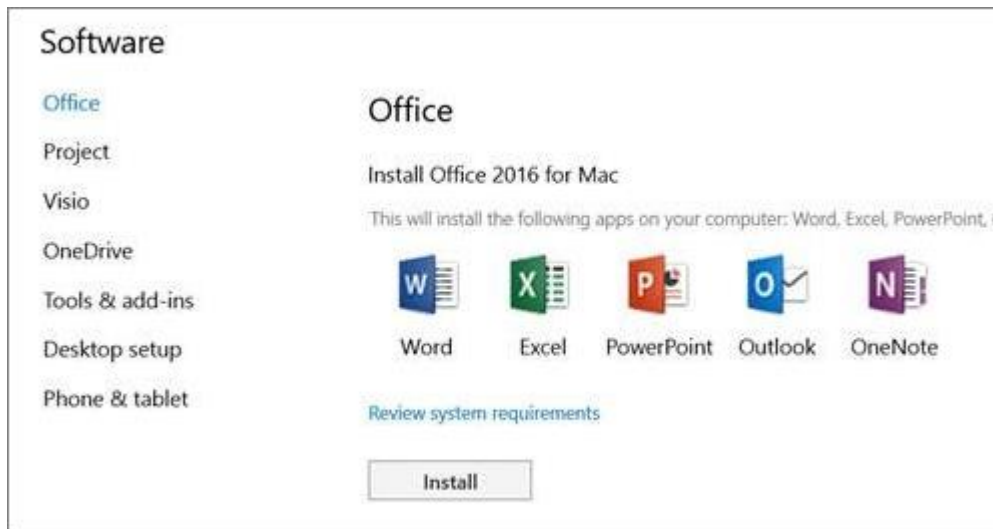 Software
Office
Project
Visio
OneDrive
Tools & add-ins
Desktop setup
Phone & tablet
Office
Install Office 2016 for Mac
This will install the following apps on your computer: Word, Excel, PowerPoint,
W X P O N
Word Excel PowerPoint Outlook OneNote
Review system requirements
Install